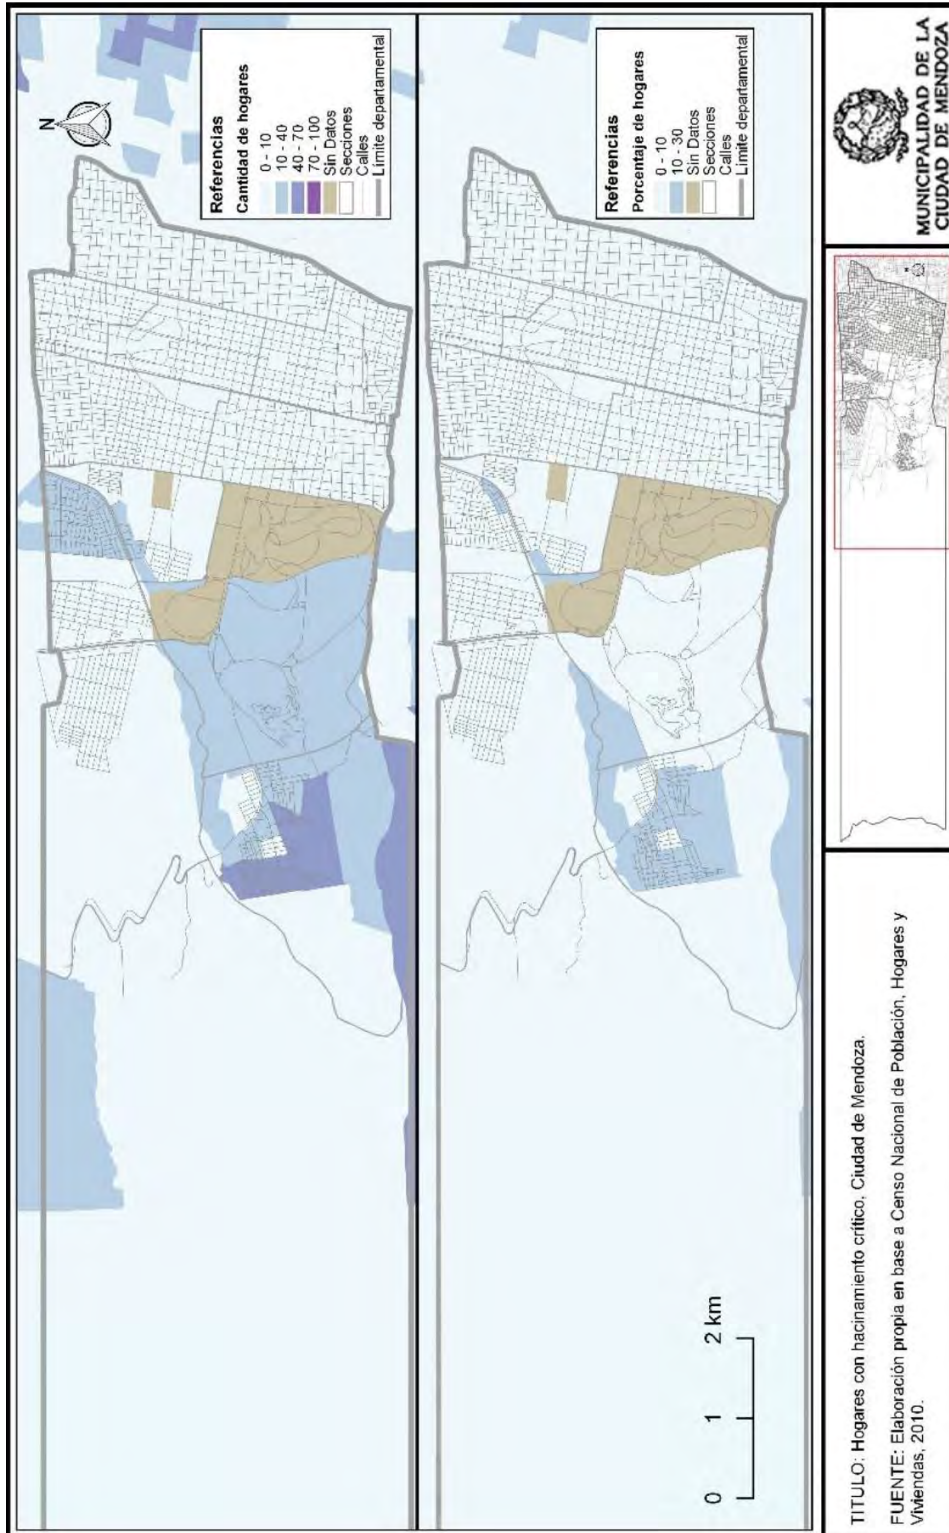 N
Referencias
Cantidad de hogares
0 - 10
10 - 40
40 - 70
70 - 100
Sin Datos
Secciones
Calles
Límite departamental
Referencias
Porcentaje de hogares
0 - 10
10 - 30
Sin Datos
Secciones
Calles
Límite departamental
0 1 2 km
TITULO: Hogares con hacinamiento crítico, Ciudad de Mendoza.
FUENTE: Elaboración propia en base a Censo Nacional de Población, Hogares y
Viviendas, 2010.
MUNICIPALIDAD DE LA
CIUDAD DE MENDOZA